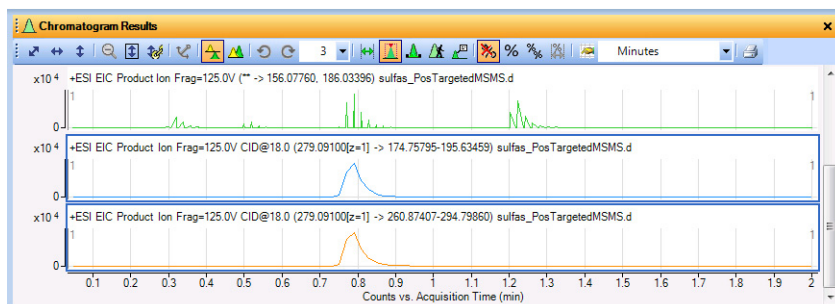 Chromatogram Results
3 Minutes
x10 4 +ESI EIC Product Ion Frag=125.0V (** -> 156.07760, 186.03396) sulfas_PosTargetedMSMS.d
1 1
0
x10 4 +ESI EIC Product Ion Frag=125.0V CID@18.0 (279.09100[z=1] -> 174.75795-195.63459) sulfas_PosTargetedMSMS.d
1 1
0
x10 4 +ESI EIC Product Ion Frag=125.0V CID@18.0 (279.09100[z=1] -> 260.87407-294.79860) sulfas_PosTargetedMSMS.d
1 1
0
0.1 0.2 0.3 0.4 0.5 0.6 0.7 0.8 0.9 1 1.1 1.2 1.3 1.4 1.5 1.6 1.7 1.8 1.9 2
Counts vs. Acquisition Time (min)